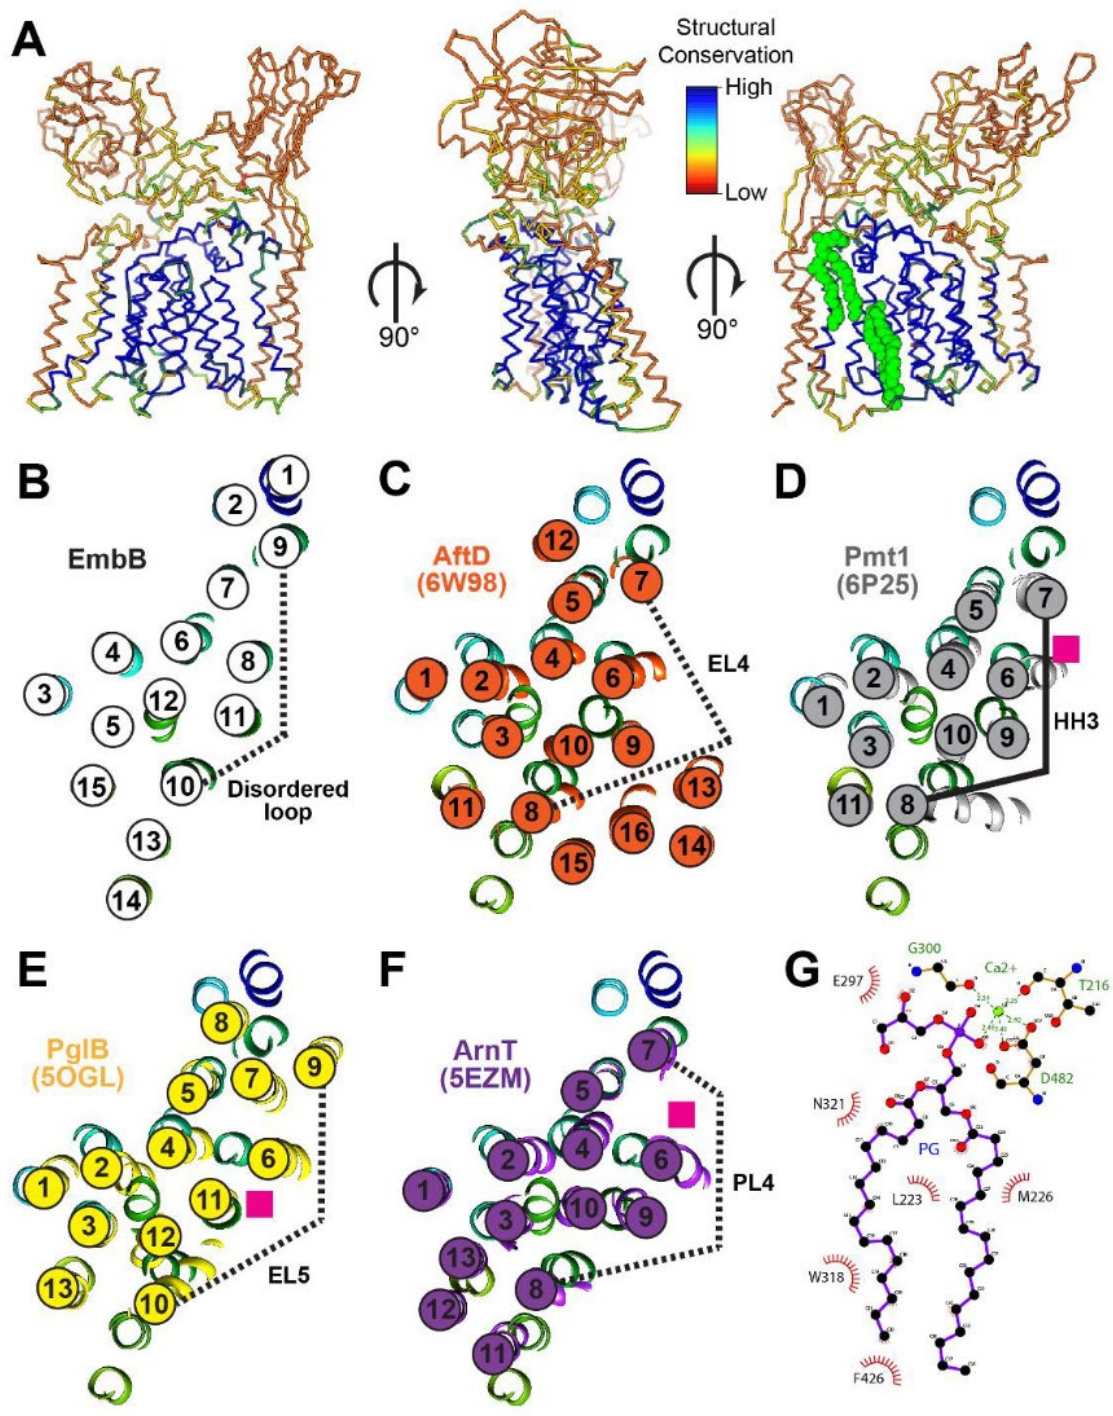 A
Structural
Conservation
High
Low
90°
90°
B
EmbB
1
2
9
7
6
4
8
3
12
5
11
15
10
Disordered
loop
13
14
C
AftD
(6W98)
12
7
5
4
EL4
1
2
6
3
10
9
13
11
8
16
14
15
D
Pmt1
(6P25)
7
5
4
2
6
1
HH3
3
10
9
11
8
E
PglB
(5OGL)
8
9
7
5
4
2
6
1
11
3
12
EL5
13
10
F
ArnT
(5EZM)
7
5
4
2
6
1
PL4
3
10
9
13
8
12
11
G
G300
Ca2+
E297
T216
D482
N321
PG
L223
M226
W318
F426